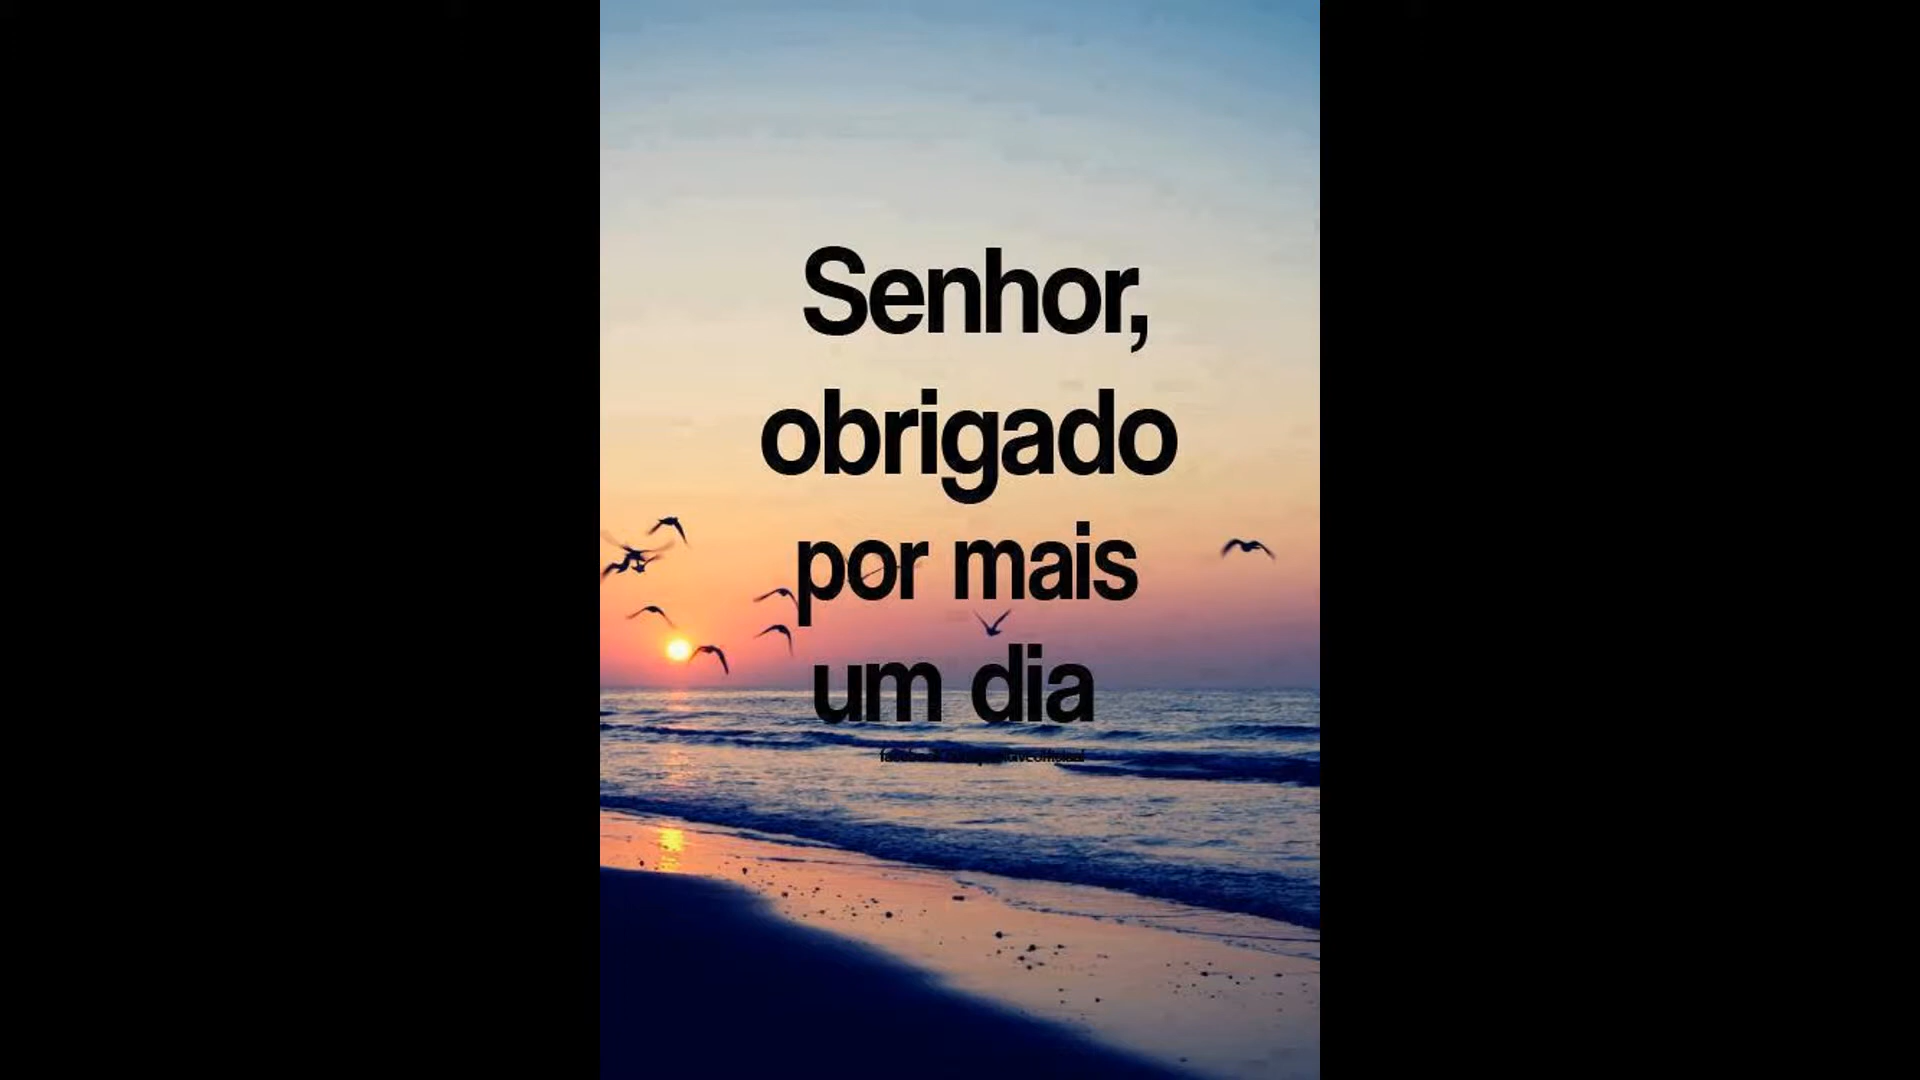 Senhor,
obrigado
por mais
um dia